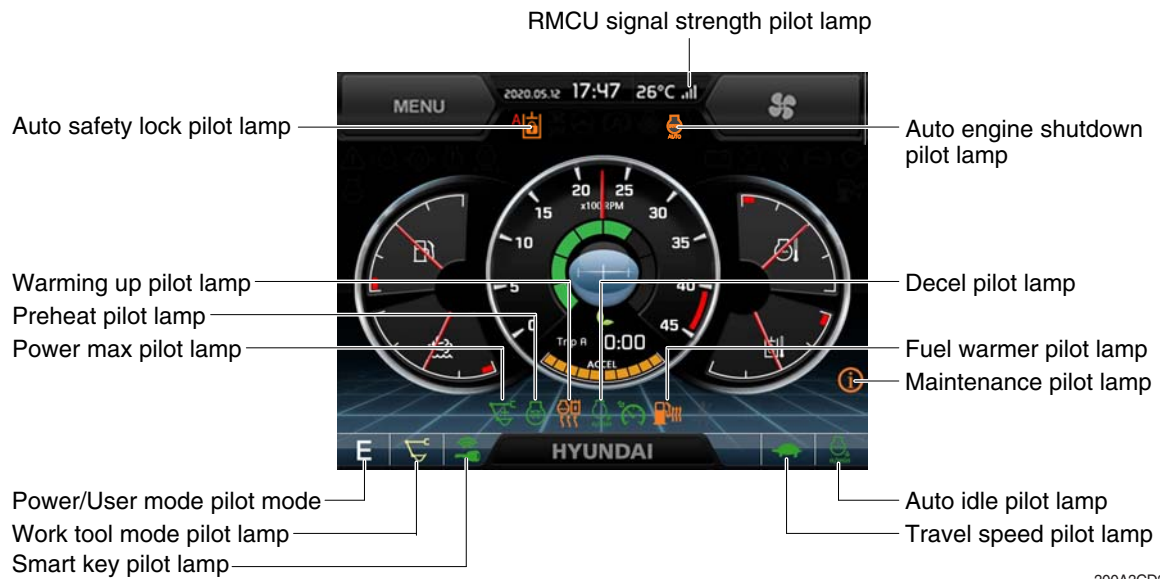 RMCU signal strength pilot lamp
MENU
2020.05.12 17:47 26°C
Auto safety lock pilot lamp
A
AUTO
Auto engine shutdown
pilot lamp
20 25
x100RPM
15 30
10 35
5 40
0 45
Warming up pilot lamp
Decel pilot lamp
Preheat pilot lamp
Power max pilot lamp
Trip A 0:00
ACCEL
Fuel warmer pilot lamp
Maintenance pilot lamp
E
HYUNDAI
Power/User mode pilot mode
Auto idle pilot lamp
Work tool mode pilot lamp
Travel speed pilot lamp
Smart key pilot lamp